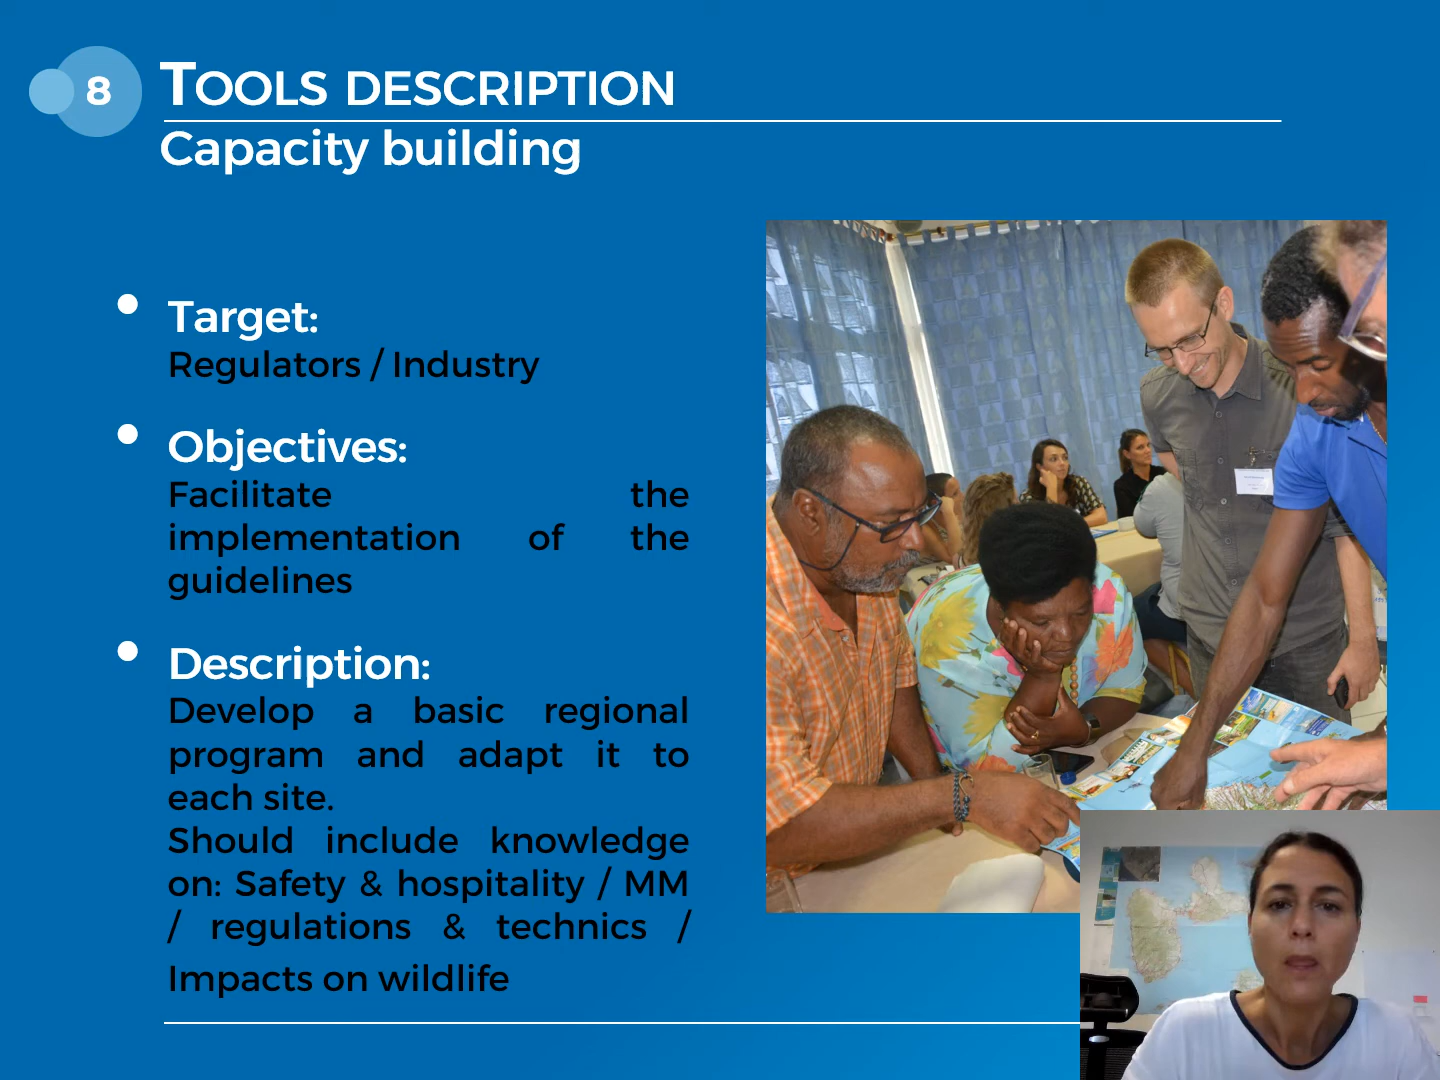 8
TOOLS DESCRIPTION
Capacity building
• Target:
Regulators / Industry
• Objectives:
Facilitate the
implementation of the
guidelines
• Description:
Develop a basic regional
program and adapt it to
each site.
Should include knowledge
on: Safety & hospitality / MM
/ regulations & technics /
Impacts on wildlife